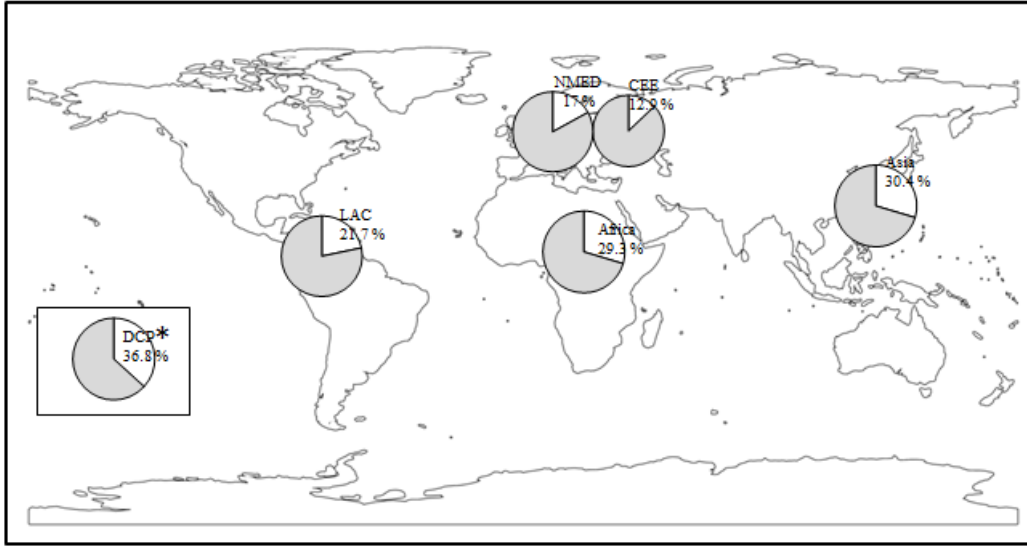 NMED
17 %
CEE
12.9 %
Asia
30.4 %
LAC
21.7 %
Africa
29.3 %
DCP*
36.8 %